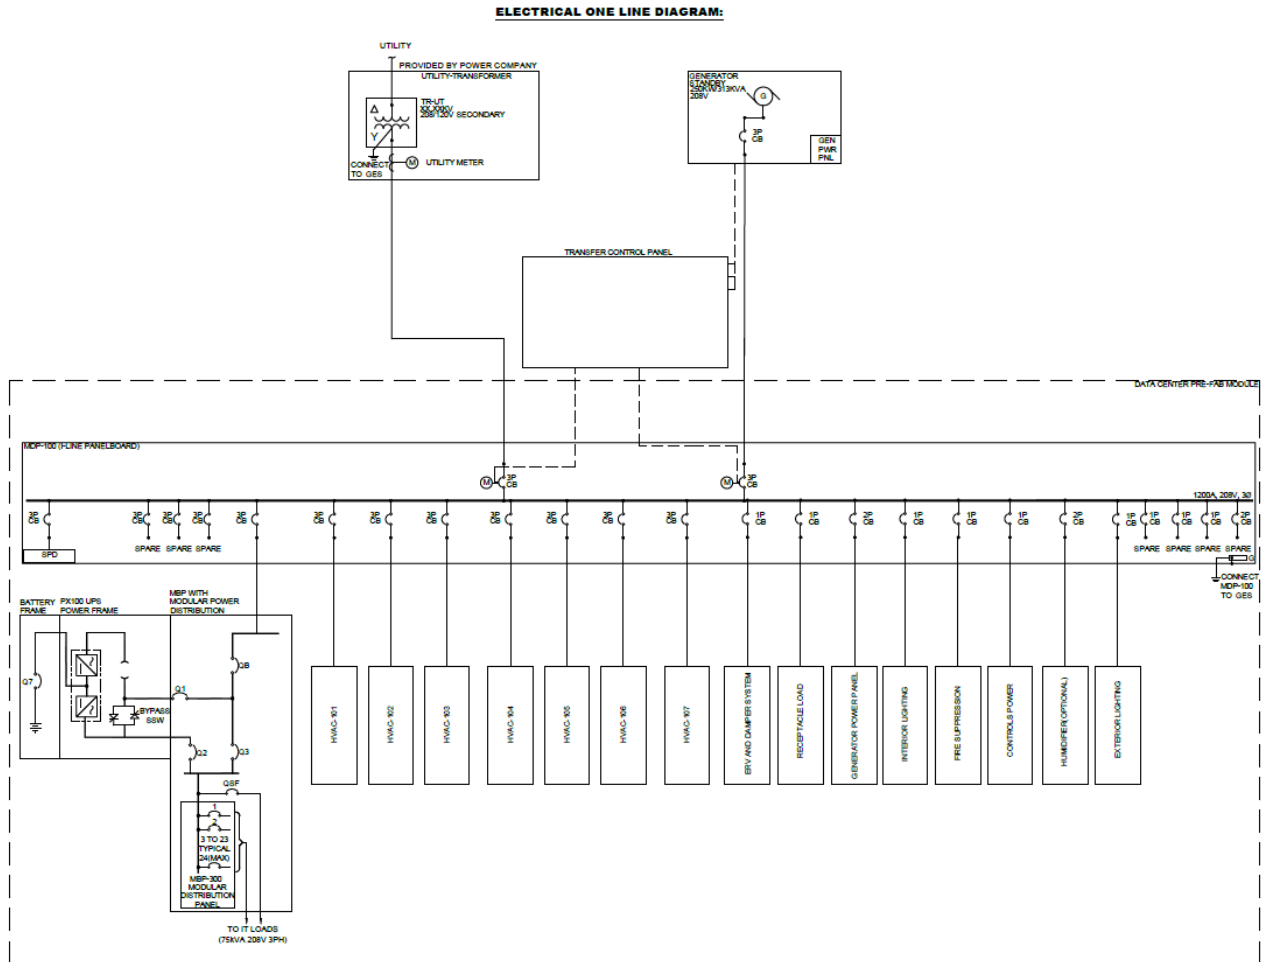 ELECTRICAL ONE LINE DIAGRAM:
UTILITY
PROVIDED BY POWER COMPANY
UTILITY-TRANSFORMER
TR-UT
XX.XXKV
208/120V SECONDARY
Y
CONNECT
TO GES
M
UTILITY METER
GENERATOR
STANDBY
250KW/313KVA
208V
G
3P
CB
GEN
PWR
PNL
TRANSFER CONTROL PANEL
DATA CENTER PRE-FAB MODULE
MDP-100 (I-LINE PANELBOARD)
M
3P
CB
M
3P
CB
1200A, 208V, 3Ø
3P
CB
3P
CB
3P
CB
3P
CB
3P
CB
3P
CB
3P
CB
3P
CB
3P
CB
3P
CB
3P
CB
3P
CB
1P
CB
1P
CB
2P
CB
1P
CB
1P
CB
1P
CB
2P
CB
1P
CB
1P
CB
1P
CB
1P
CB
2P
CB
SPD
SPARE
SPARE
SPARE
SPARE
SPARE
SPARE
SPARE
G
CONNECT
MDP-100
TO GES
BATTERY
FRAME
PX100 UPS
POWER FRAME
MBP WITH
MODULAR POWER
DISTRIBUTION
Q7
Q1
QB
BYPASS
SSW
Q2
Q3
QSF
1
2
3 TO 23
TYPICAL
24(MAX)
MBP-300
MODULAR
DISTRIBUTION
PANEL
TO IT LOADS
(75kVA 208V 3PH)
HVAC-101
HVAC-102
HVAC-103
HVAC-104
HVAC-105
HVAC-106
HVAC-107
ERV AND DAMPER SYSTEM
RECEPTACLE LOAD
GENERATOR POWER PANEL
INTERIOR LIGHTING
FIRE SUPPRESSION
CONTROLS POWER
HUMIDIFIER(OPTIONAL)
EXTERIOR LIGHTING